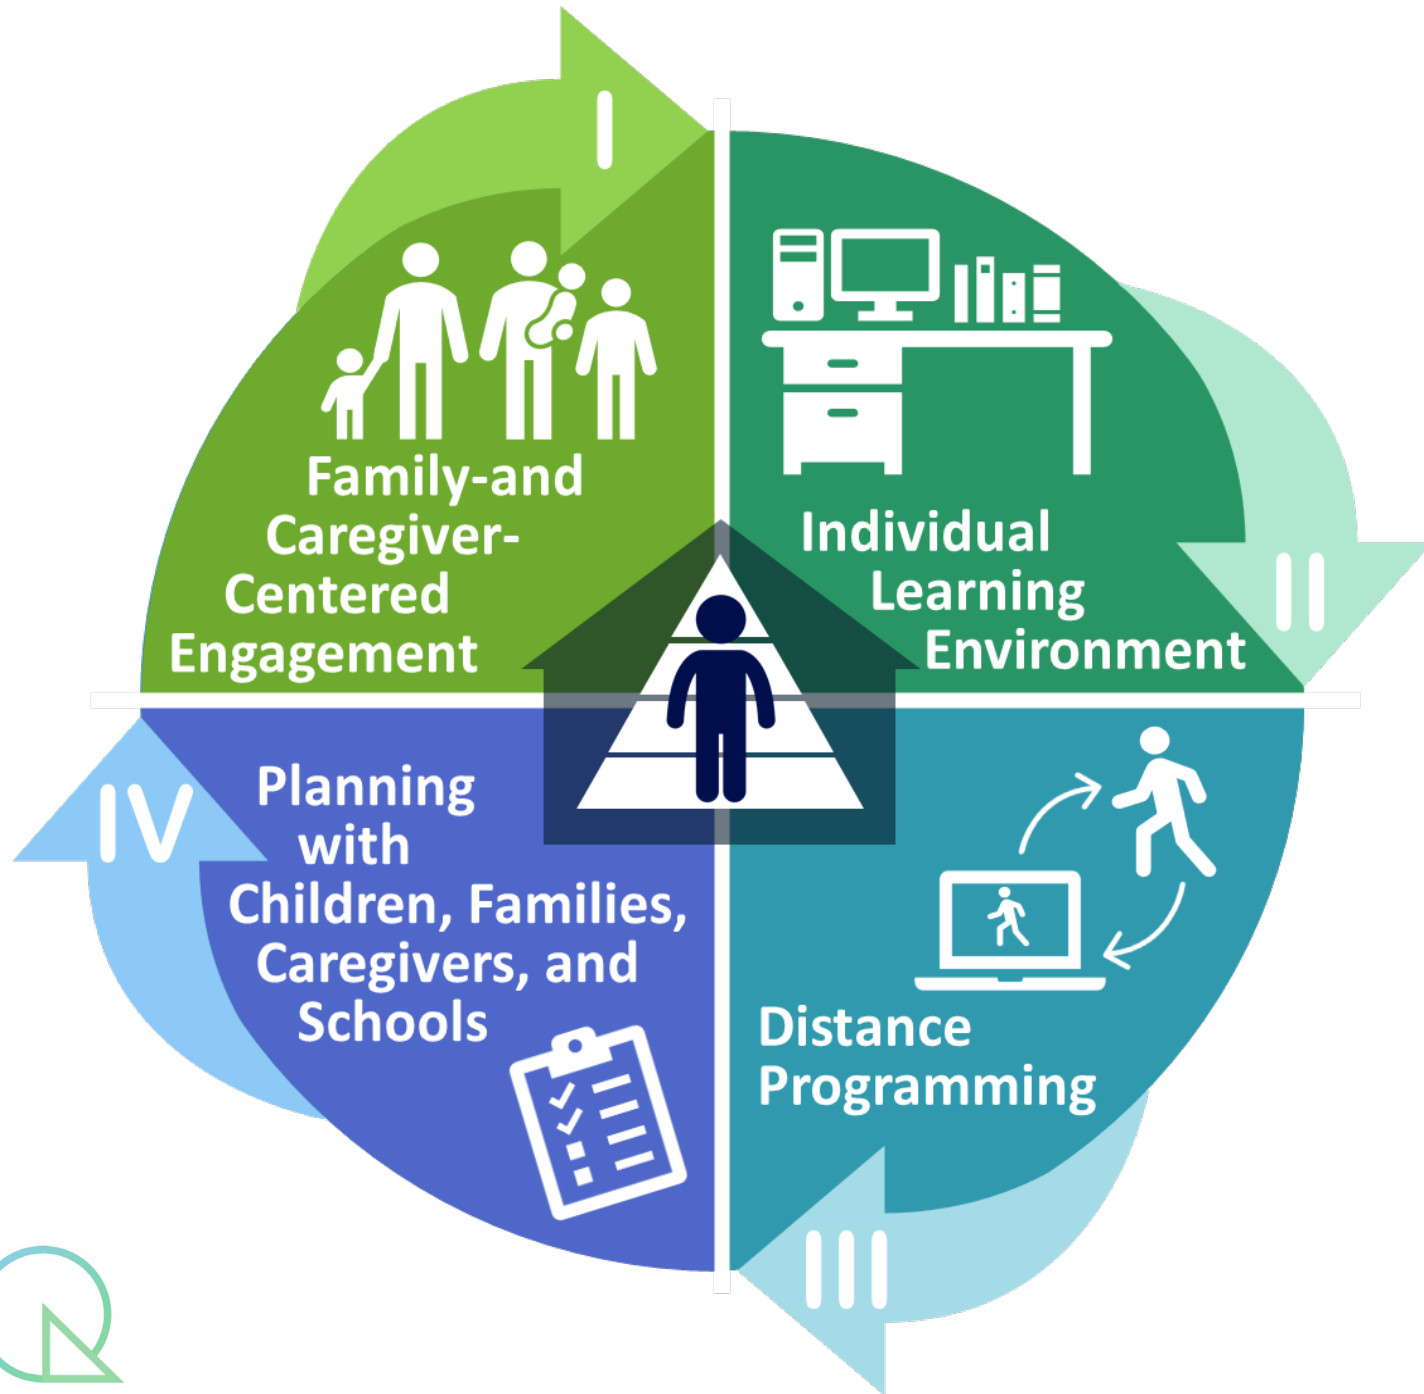 I
Family-and
Caregiver-
Centered
Engagement
Individual
Learning
Environment
II
Distance
Programming
III
Planning
with
Children, Families,
Caregivers, and
Schools
IV